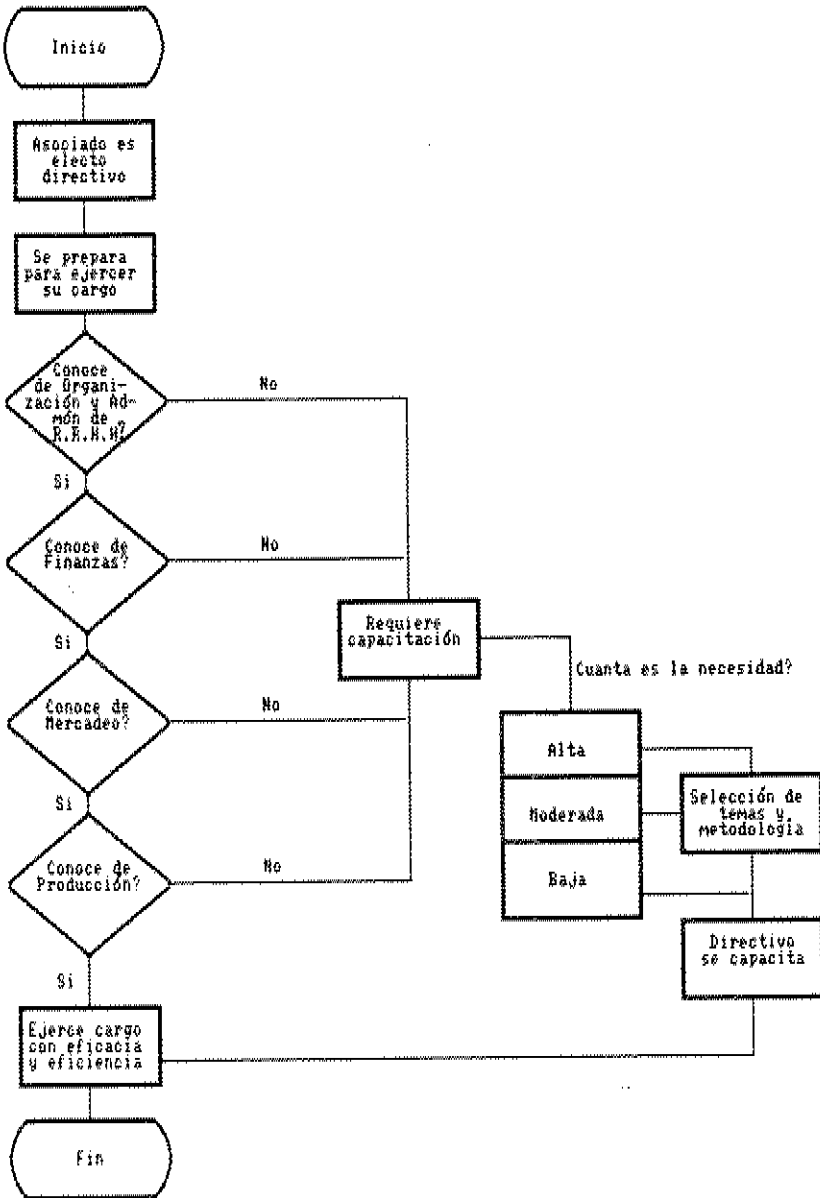 Inicio
Asociado es
electo
directivo
Se prepara
para ejercer
su cargo
Conoce
de Organi-
zación y Ad-
món de
R.R.H.H?
No
Si
Conoce de
Finanzas?
No
Si
Conoce de
Mercadeo?
No
Si
Conoce de
Producción?
No
Si
Requiere
capacitación
Cuanta es la necesidad?
Alta
Moderada
Baja
Selección de
temas y
metodologia
Directivo
se capacita
Ejerce cargo
con eficacia
y eficiencia
Fin